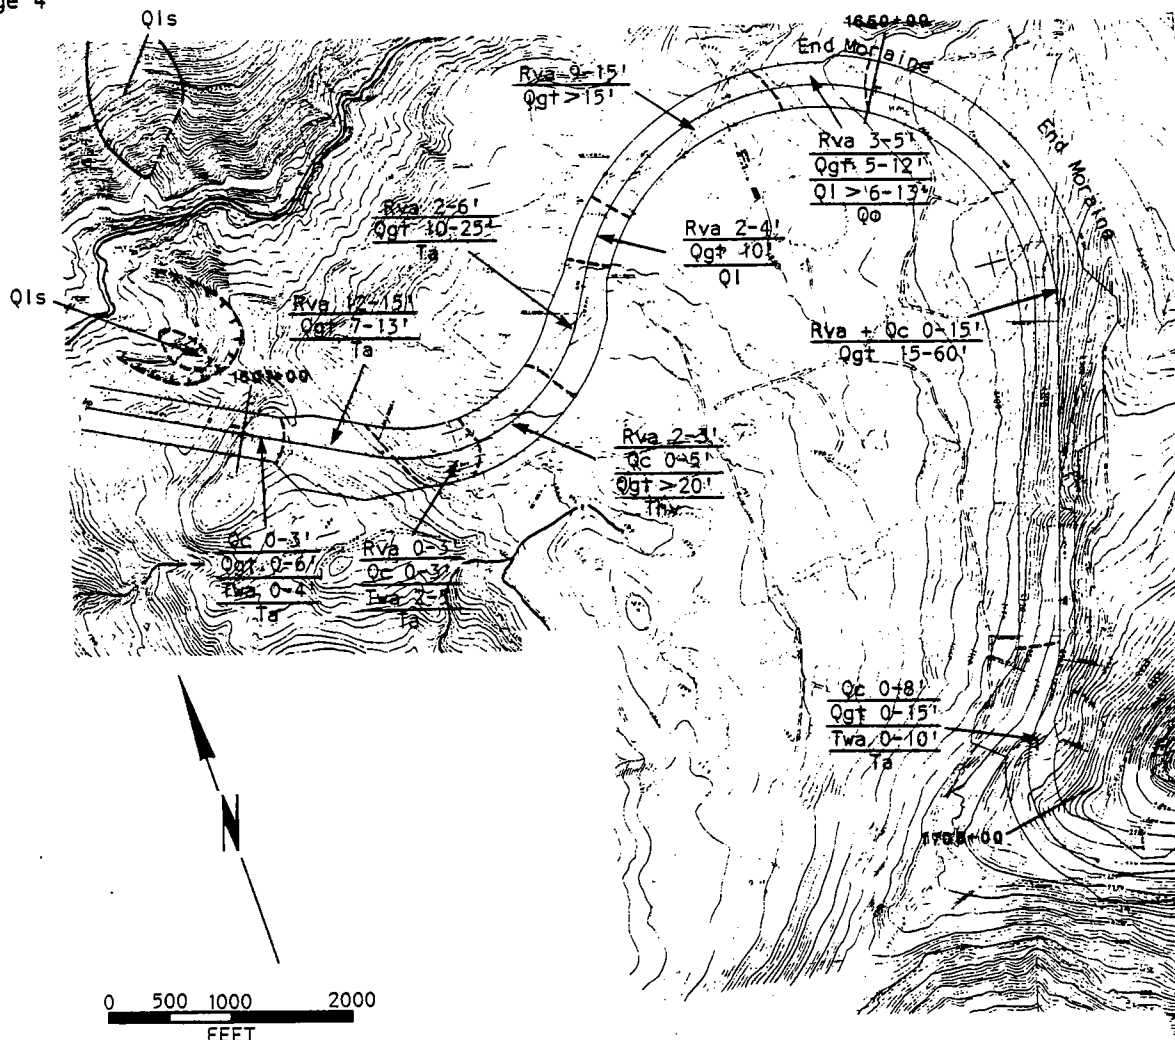 ge 4
Qls
1650+00
End Moraine
Rva 9-15'
Qgt >15'
End Moraine
Rva 3-5'
Qgt 5-12'
Ql > 6-13'
Qo
Rva 2-6'
Qgt 10-25'
Ta
Rva 2-4'
Qgt 10'
Ql
Qls
Rva 12-15'
Qgt 7-13'
Ta
Rva + Qc 0-15'
Qgt 15-60'
Rva 2-3'
Qc 0-5'
Qgt >20'
Qc 0-3'
Qgt 0-6'
Twa 0-4'
Ta
Rva 0-3'
Qc 0-3'
Twa 2-5'
Ta
Qc 0-8'
Qgt 0-15'
Twa 0-10'
Ta
N
0 500 1000 2000
FEET